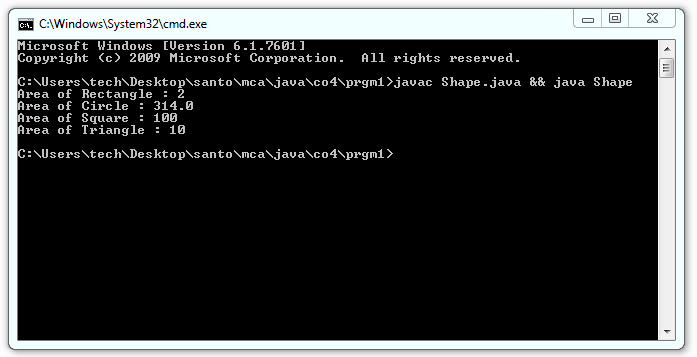 C:\Windows\System32\cmd.exe
Microsoft Windows [Version 6.1.7601]
Copyright (c) 2009 Microsoft Corporation.  All rights reserved.
C:\Users\tech\Desktop\santo\mca\java\co4\prgm1>javac Shape.java && java Shape
Area of Rectangle : 2
Area of Circle : 314.0
Area of Square : 100
Area of Triangle : 10
C:\Users\tech\Desktop\santo\mca\java\co4\prgm1>